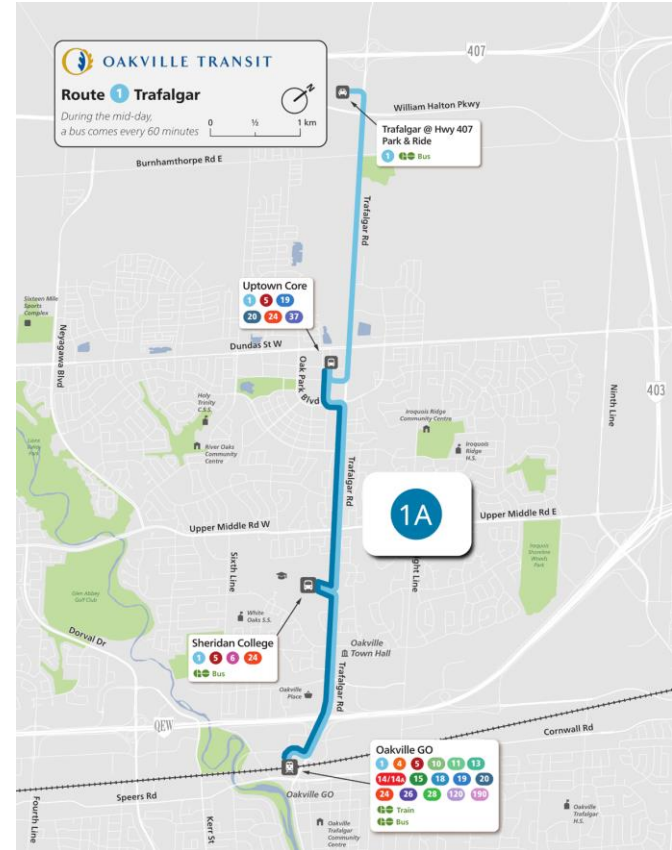 OAKVILLE TRANSIT
Route 1 Trafalgar
During the mid-day,
a bus comes every 60 minutes
N
0 ½ 1 km
407
William Halton Pkwy
Trafalgar @ Hwy 407
Park & Ride
1 GO Bus
Burnhamthorpe Rd E
Trafalgar Rd
Uptown Core
1 5 19
20 24 37
Sixteen Mile
Sports
Complex
Neyagawa Blvd
Dundas St W
Oak Park Blvd
Ninth Line
403
Holy
Trinity
C.S.S.
River Oaks
Community
Centre
Iroquois Ridge
Community Centre
Iroquois
Ridge
H.S.
Trafalgar Rd
1A
Upper Middle Rd W
Upper Middle Rd E
Sixth Line
ght Line
Iroquois
Shoreline
Woods
Park
Glen Abbey
Golf Club
White
Oaks S.S.
Dorval Dr
Sheridan College
1 5 6 24
GO Bus
Oakville
Town Hall
Trafalgar Rd
Oakville
Place
QEW
Cornwall Rd
Oakville GO
1 4 5 10 11 13
14/14A 15 18 19 20
24 26 28 120 190
GO Train
GO Bus
Fourth Line
Speers Rd
Kerr St
Oakville GO
Oakville
Trafalgar
Community
Centre
Oakville
Trafalgar
H.S.